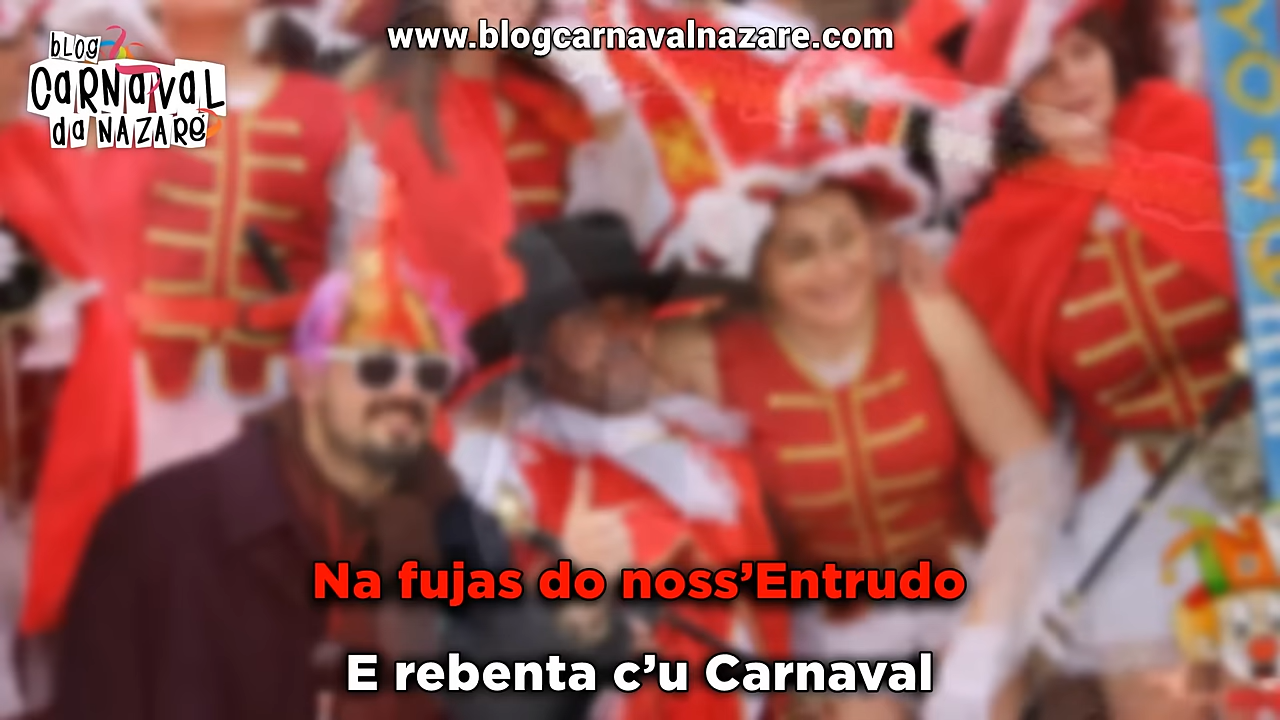 www.blogcarnavalnazare.com
blog
CARNAVAL
da NAZARÉ
Na fujas do noss’Entrudo
E rebenta c’u Carnaval